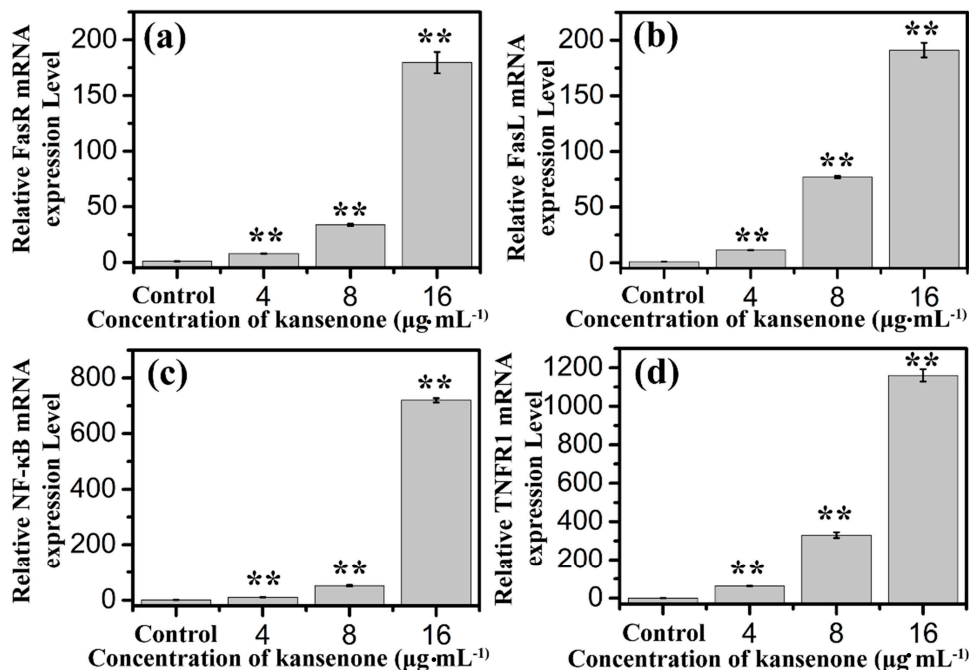 Relative FasR mRNA
expression Level
(a)
200
150
100
50
0
**
**
**
Control
4
8
16
Concentration of kansenone (μg·mL⁻¹)
Relative FasL mRNA
expression Level
(b)
200
150
100
50
0
**
**
**
Control
4
8
16
Concentration of kansenone (μg·mL⁻¹)
Relative NF-κB mRNA
expression Level
(c)
800
600
400
200
0
**
**
**
Control
4
8
16
Concentration of kansenone (μg·mL⁻¹)
Relative TNFR1 mRNA
expression Level
(d)
1200
1000
800
600
400
200
0
**
**
**
Control
4
8
16
Concentration of kansenone (μg·mL⁻¹)